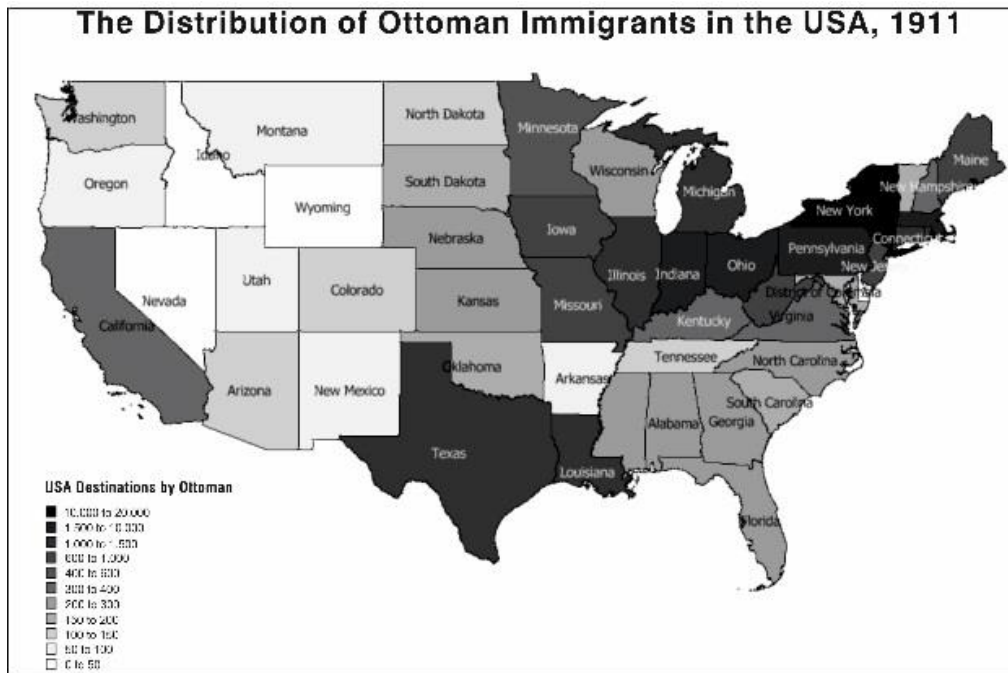 The Distribution of Ottoman Immigrants in the USA, 1911
Washington
Montana
North Dakota
Minnesota
Maine
Idaho
Oregon
South Dakota
Wisconsin
Michigan
New Hampshire
Wyoming
New York
Nebraska
Iowa
Pennsylvania
Connecticut
Nevada
Utah
Colorado
Kansas
Missouri
Illinois
Indiana
Ohio
New Je
District of Columbia
Virginia
California
Kentucky
Arizona
New Mexico
Oklahoma
Arkansas
Tennessee
North Carolina
South Carolina
Texas
Louisiana
Alabama
Georgia
Florida
USA Destinations by Ottoman
10.000 to 20.000
1.500 to 10.000
1.000 to 1.500
600 to 1.000
400 to 600
300 to 400
200 to 300
150 to 200
100 to 150
50 to 100
0 to 50